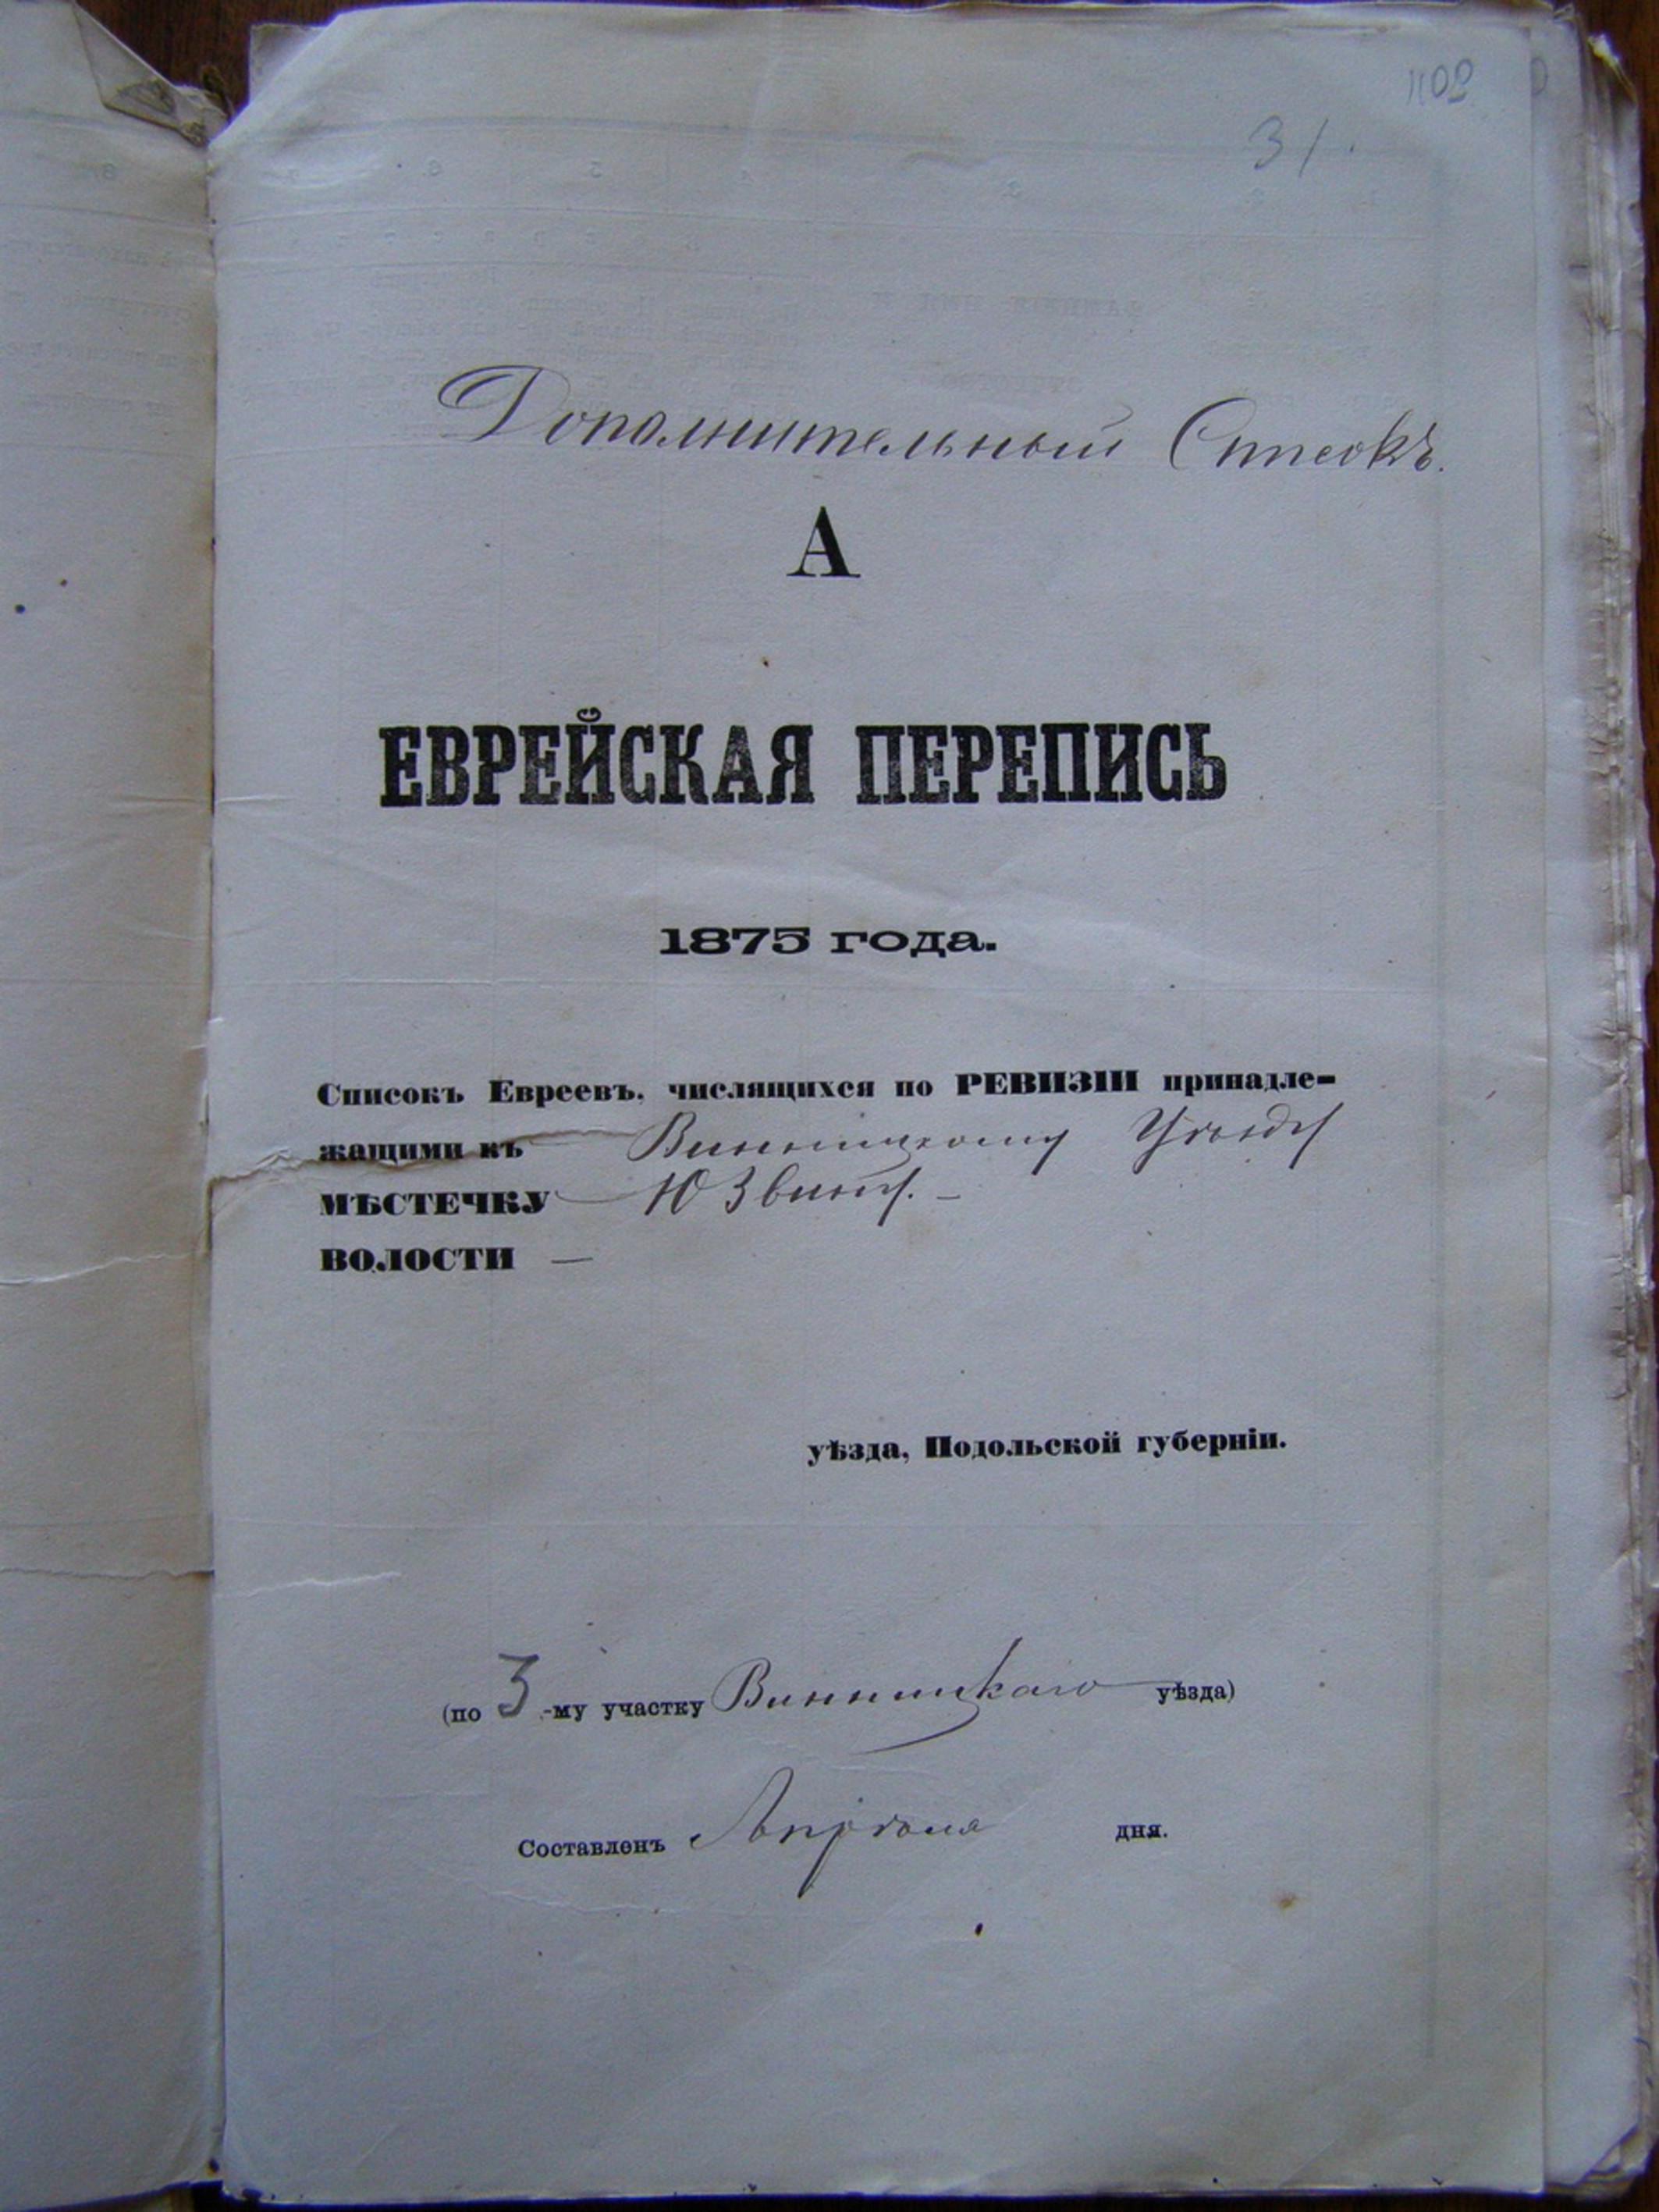 1102
31.
Дополнительный Списокъ.
А
ЕВРЕЙСКАЯ ПЕРЕПИСЬ
1875 года.
Списокъ Евреевъ, числящихся по РЕВИЗІИ принадле-
жащими къ Винницкому Уѣзду
МѢСТЕЧКУ Юзвину. —
ВОЛОСТИ —
уѣзда, Подольской губерніи.
(по 3-му участку Винницкаго уѣзда)
Составленъ Апрѣля дня.